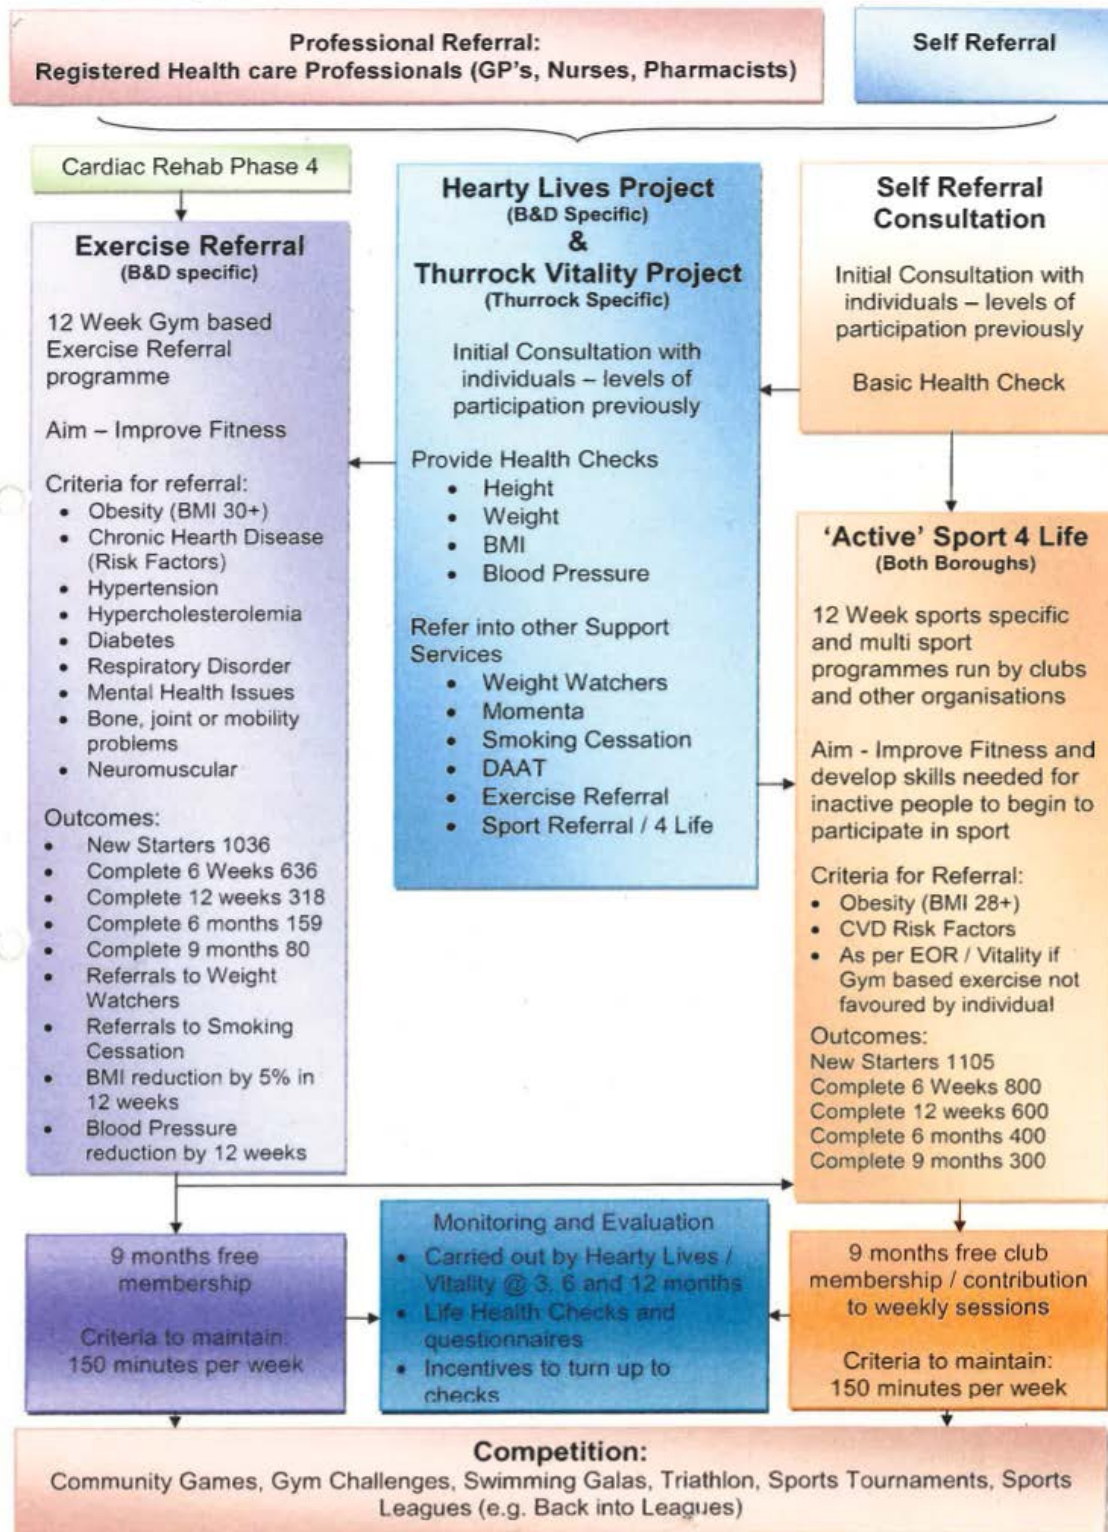 Professional Referral:
Registered Health care Professionals (GP's, Nurses, Pharmacists)
Self Referral
Cardiac Rehab Phase 4
Exercise Referral
(B&D specific)
12 Week Gym based
Exercise Referral
programme
Aim – Improve Fitness
Criteria for referral:
• Obesity (BMI 30+)
• Chronic Hearth Disease
(Risk Factors)
• Hypertension
• Hypercholesterolemia
• Diabetes
• Respiratory Disorder
• Mental Health Issues
• Bone, joint or mobility
problems
• Neuromuscular
Outcomes:
• New Starters 1036
• Complete 6 Weeks 636
• Complete 12 weeks 318
• Complete 6 months 159
• Complete 9 months 80
• Referrals to Weight
Watchers
• Referrals to Smoking
Cessation
• BMI reduction by 5% in
12 weeks
• Blood Pressure
reduction by 12 weeks
Hearty Lives Project
(B&D Specific)
&
Thurrock Vitality Project
(Thurrock Specific)
Initial Consultation with
individuals – levels of
participation previously
Provide Health Checks
• Height
• Weight
• BMI
• Blood Pressure
Refer into other Support
Services
• Weight Watchers
• Momenta
• Smoking Cessation
• DAAT
• Exercise Referral
• Sport Referral / 4 Life
Self Referral
Consultation
Initial Consultation with
individuals – levels of
participation previously
Basic Health Check
'Active' Sport 4 Life
(Both Boroughs)
12 Week sports specific
and multi sport
programmes run by clubs
and other organisations
Aim - Improve Fitness and
develop skills needed for
inactive people to begin to
participate in sport
Criteria for Referral:
• Obesity (BMI 28+)
• CVD Risk Factors
• As per EOR / Vitality if
Gym based exercise not
favoured by individual
Outcomes:
New Starters 1105
Complete 6 Weeks 800
Complete 12 weeks 600
Complete 6 months 400
Complete 9 months 300
9 months free
membership
Criteria to maintain:
150 minutes per week
Monitoring and Evaluation
• Carried out by Hearty Lives /
Vitality @ 3, 6 and 12 months
• Life Health Checks and
questionnaires
• Incentives to turn up to
checks
9 months free club
membership / contribution
to weekly sessions
Criteria to maintain:
150 minutes per week
Competition:
Community Games, Gym Challenges, Swimming Galas, Triathlon, Sports Tournaments, Sports
Leagues (e.g. Back into Leagues)